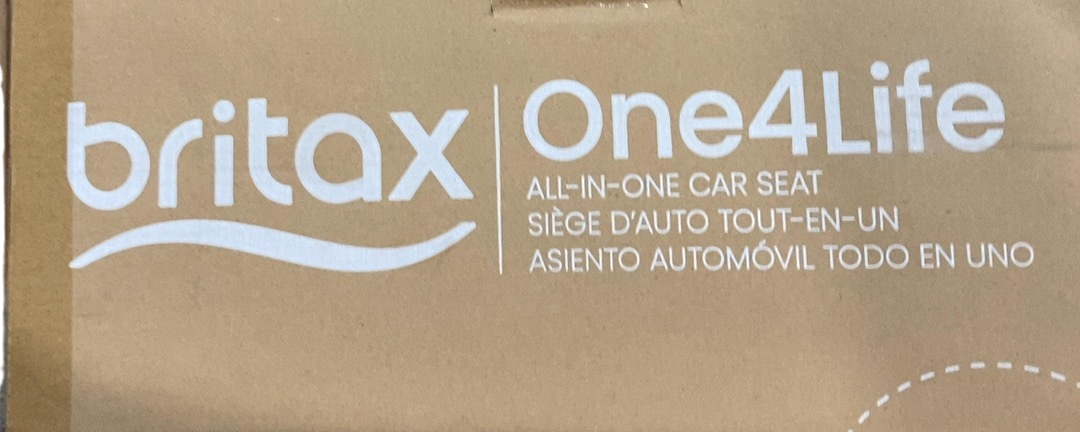 britax
One4Life
ALL-IN-ONE CAR SEAT
SIÈGE D'AUTO TOUT-EN-UN
ASIENTO AUTOMÓVIL TODO EN UNO